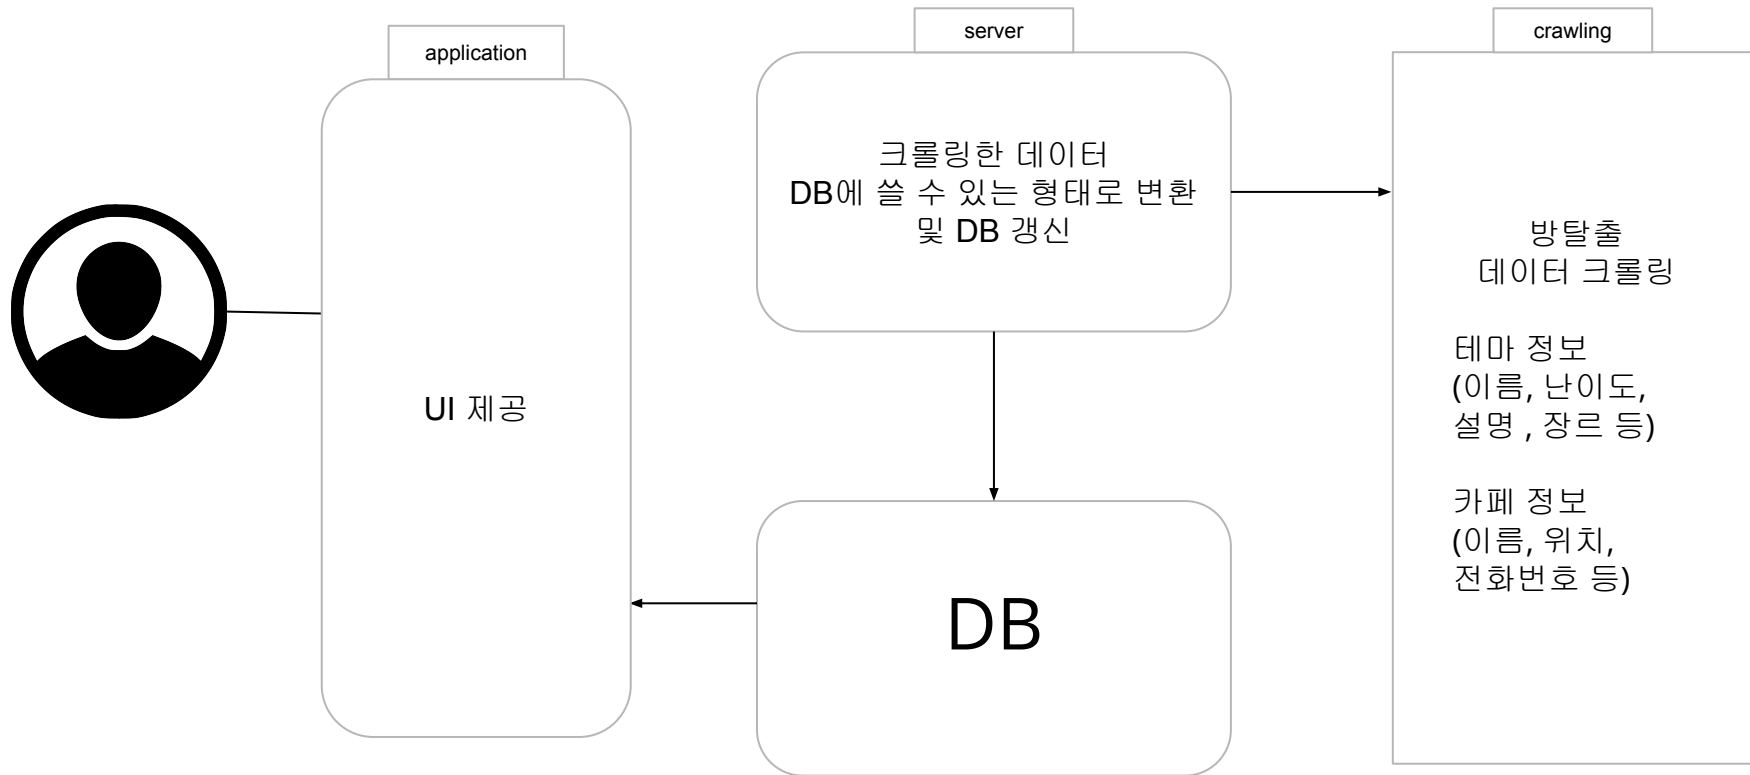 application
UI 제공
server
크롤링한 데이터
DB에 쓸 수 있는 형태로 변환
및 DB 갱신
DB
crawling
방탈출
데이터 크롤링
테마 정보
(이름, 난이도,
설명 , 장르 등)
카페 정보
(이름, 위치,
전화번호 등)